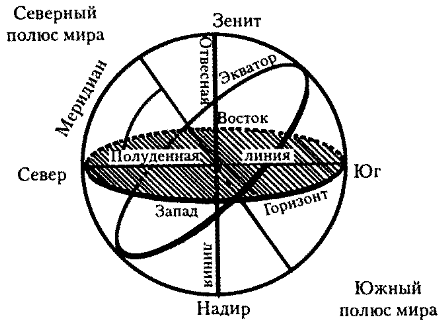 Северный
полюс мира
Зенит
Меридиан
Отвесная
Экватор
Восток
Север
Полуденная линия
Юг
Запад
Горизонт
линия
Надир
Южный
полюс мира